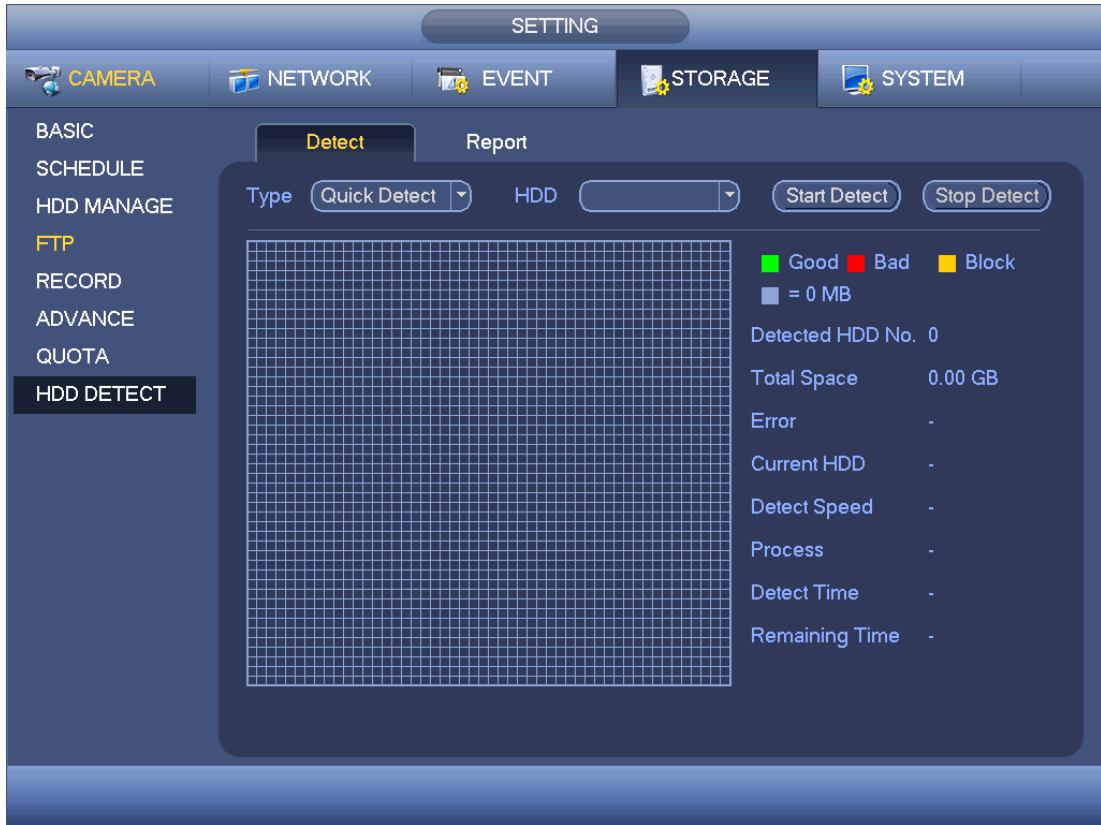 SETTING
CAMERA NETWORK EVENT STORAGE SYSTEM
BASIC
SCHEDULE
HDD MANAGE
FTP
RECORD
ADVANCE
QUOTA
HDD DETECT
Detect Report
Type Quick Detect HDD Start Detect Stop Detect
Good Bad Block
= 0 MB
Detected HDD No. 0
Total Space 0.00 GB
Error -
Current HDD -
Detect Speed -
Process -
Detect Time -
Remaining Time -